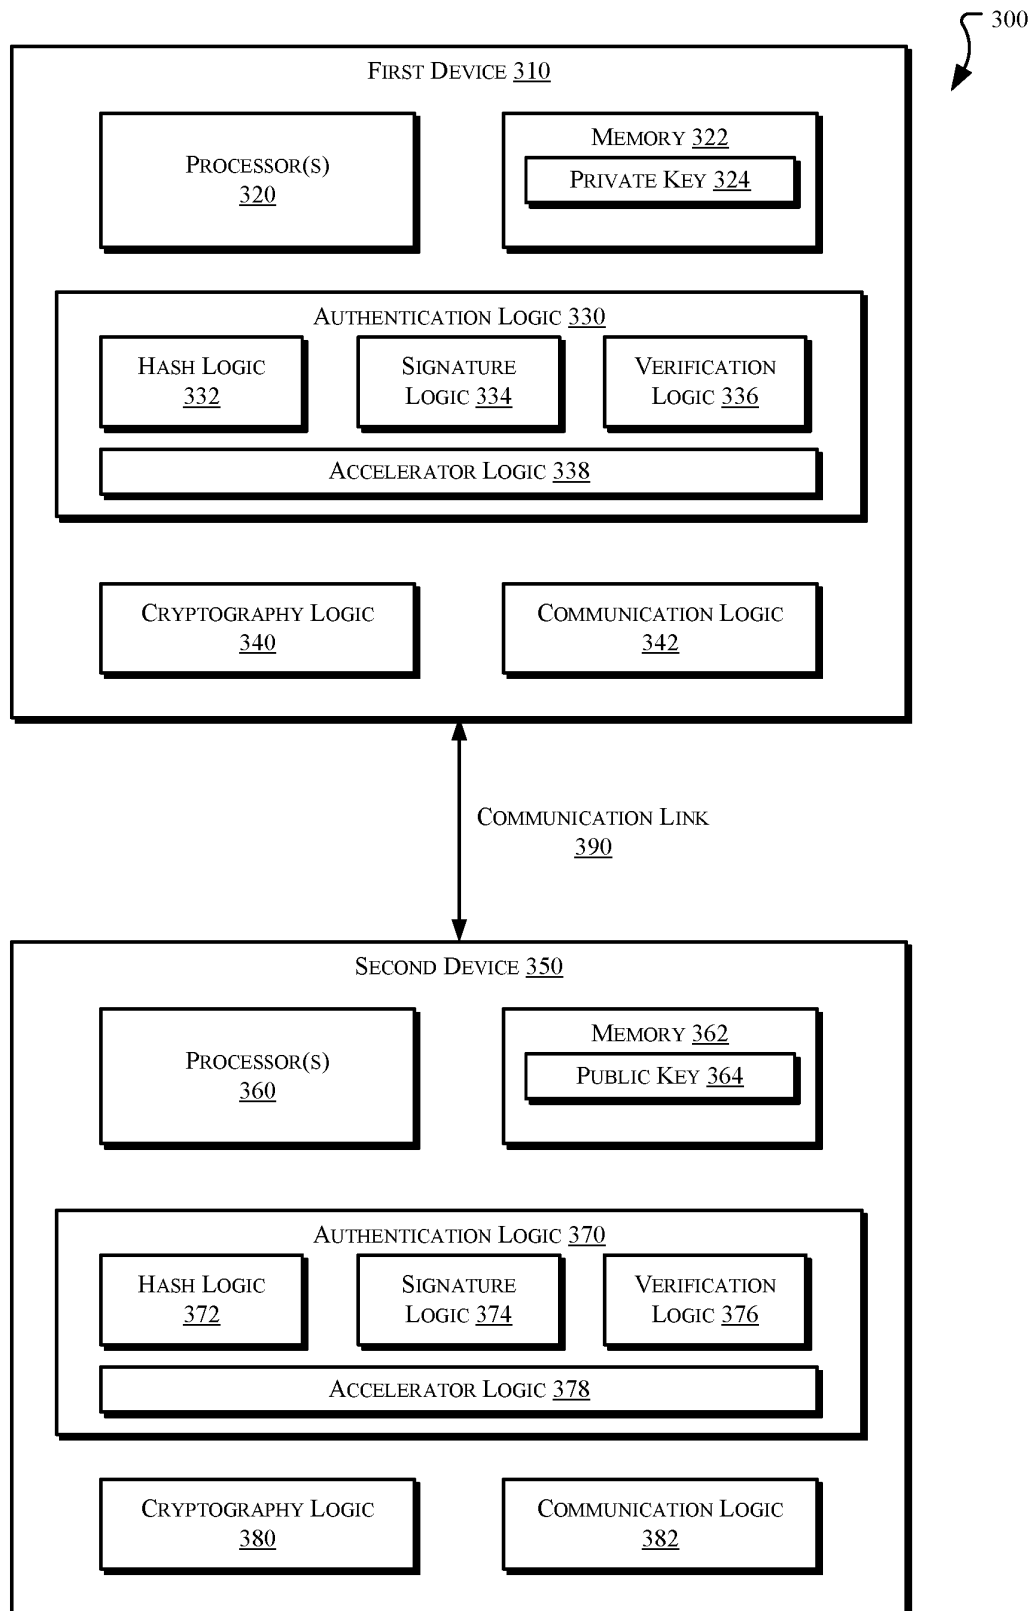 300
FIRST DEVICE 310
PROCESSOR(S)
320
MEMORY 322
PRIVATE KEY 324
AUTHENTICATION LOGIC 330
HASH LOGIC
332
SIGNATURE
LOGIC 334
VERIFICATION
LOGIC 336
ACCELERATOR LOGIC 338
CRYPTOGRAPHY LOGIC
340
COMMUNICATION LOGIC
342
COMMUNICATION LINK
390
SECOND DEVICE 350
PROCESSOR(S)
360
MEMORY 362
PUBLIC KEY 364
AUTHENTICATION LOGIC 370
HASH LOGIC
372
SIGNATURE
LOGIC 374
VERIFICATION
LOGIC 376
ACCELERATOR LOGIC 378
CRYPTOGRAPHY LOGIC
380
COMMUNICATION LOGIC
382